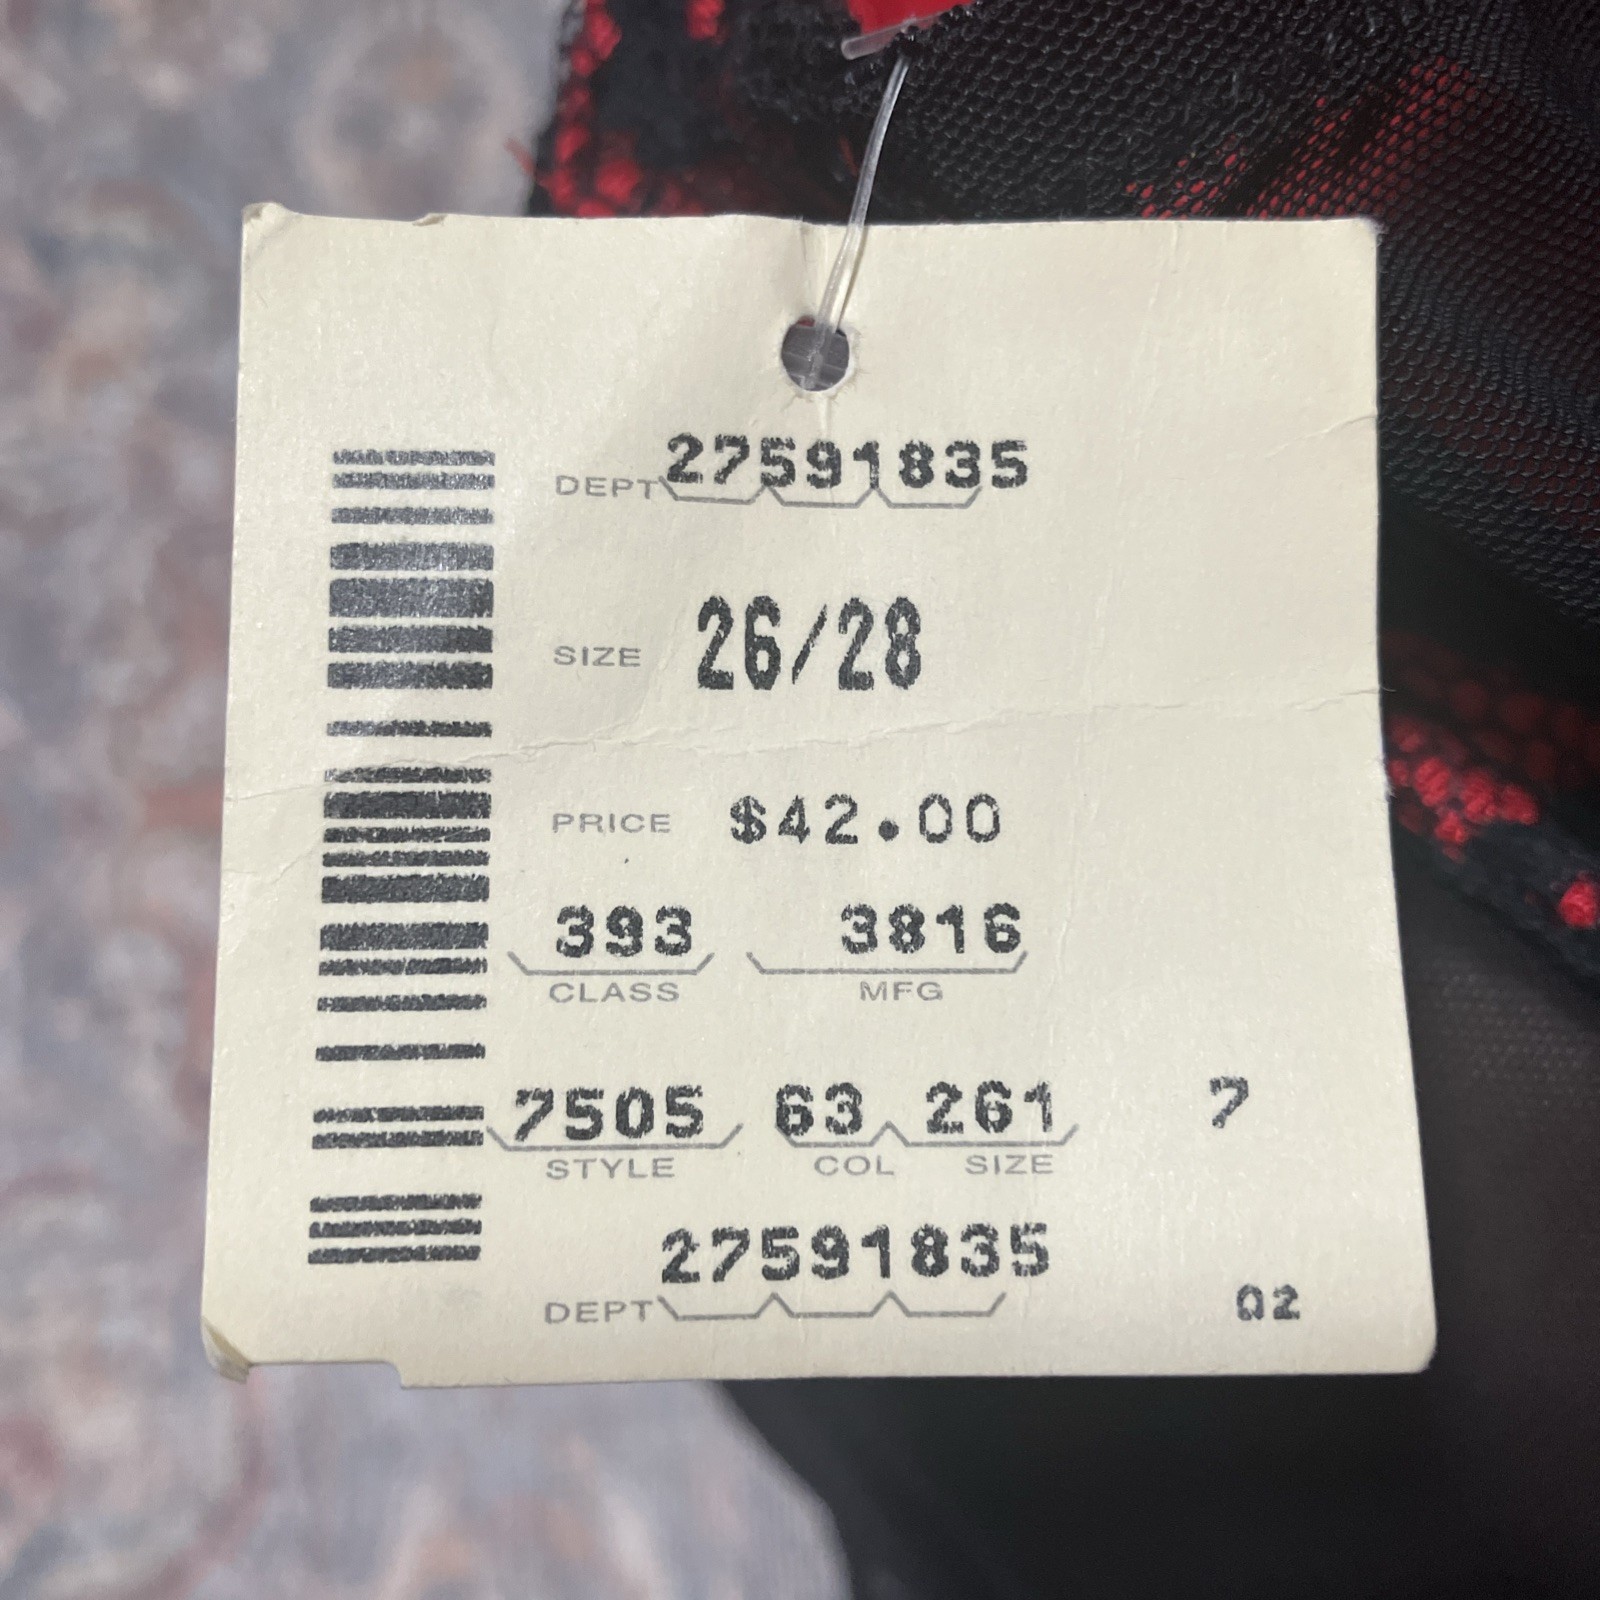 DEPT 27591835
SIZE 26/28
PRICE $42.00
393 3816
CLASS MFG
7505 63 261 7
STYLE COL SIZE
DEPT 27591835
02